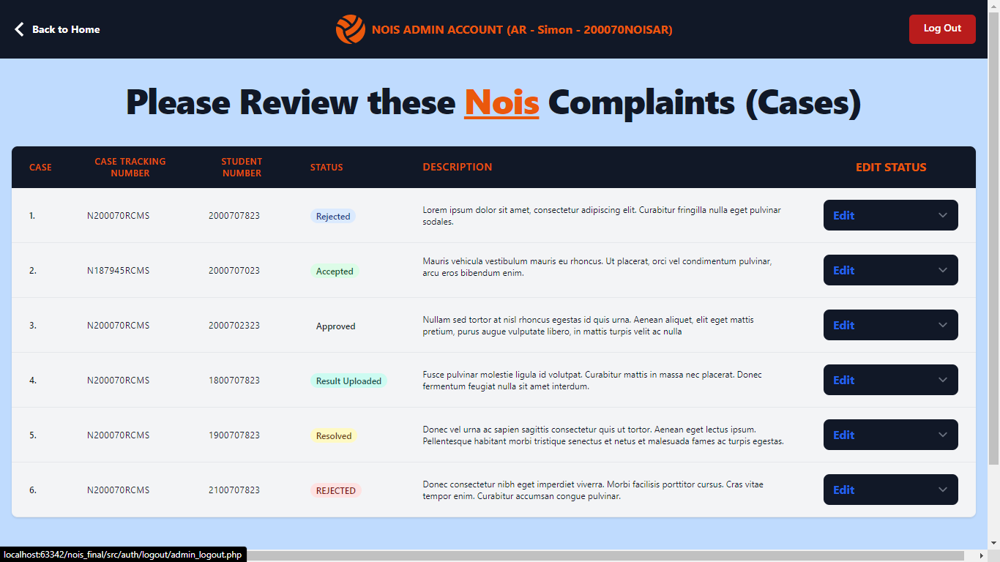 Back to Home
NOIS ADMIN ACCOUNT (AR - Simon - 200070NOISAR)
Log Out
Please Review these Nois Complaints (Cases)
CASE
CASE TRACKING
NUMBER
STUDENT
NUMBER
STATUS
DESCRIPTION
EDIT STATUS
1.
N200070RCMS
2000707823
Rejected
Lorem ipsum dolor sit amet, consectetur adipiscing elit. Curabitur fringilla nulla eget pulvinar
sodales.
Edit
2.
N187945RCMS
2000707023
Accepted
Mauris vehicula vestibulum mauris eu rhoncus. Ut placerat, orci vel condimentum pulvinar,
arcu eros bibendum enim.
Edit
3.
N200070RCMS
2000702323
Approved
Nullam sed tortor at nisl rhoncus egestas id quis urna. Aenean aliquet, elit eget mattis
pretium, purus augue vulputate libero, in mattis turpis velit ac nulla
Edit
4.
N200070RCMS
1800707823
Result Uploaded
Fusce pulvinar molestie ligula id volutpat. Curabitur mattis in massa nec placerat. Donec
fermentum feugiat nulla sit amet interdum.
Edit
5.
N200070RCMS
1900707823
Resolved
Donec vel urna ac sapien sagittis consectetur quis ut tortor. Aenean eget lectus ipsum.
Pellentesque habitant morbi tristique senectus et netus et malesuada fames ac turpis egestas.
Edit
6.
N200070RCMS
2100707823
REJECTED
Donec consectetur nibh eget imperdiet viverra. Morbi facilisis porttitor cursus. Cras vitae
tempor enim. Curabitur accumsan congue pulvinar.
Edit
localhost:63342/nois_final/src/auth/logout/admin_logout.php